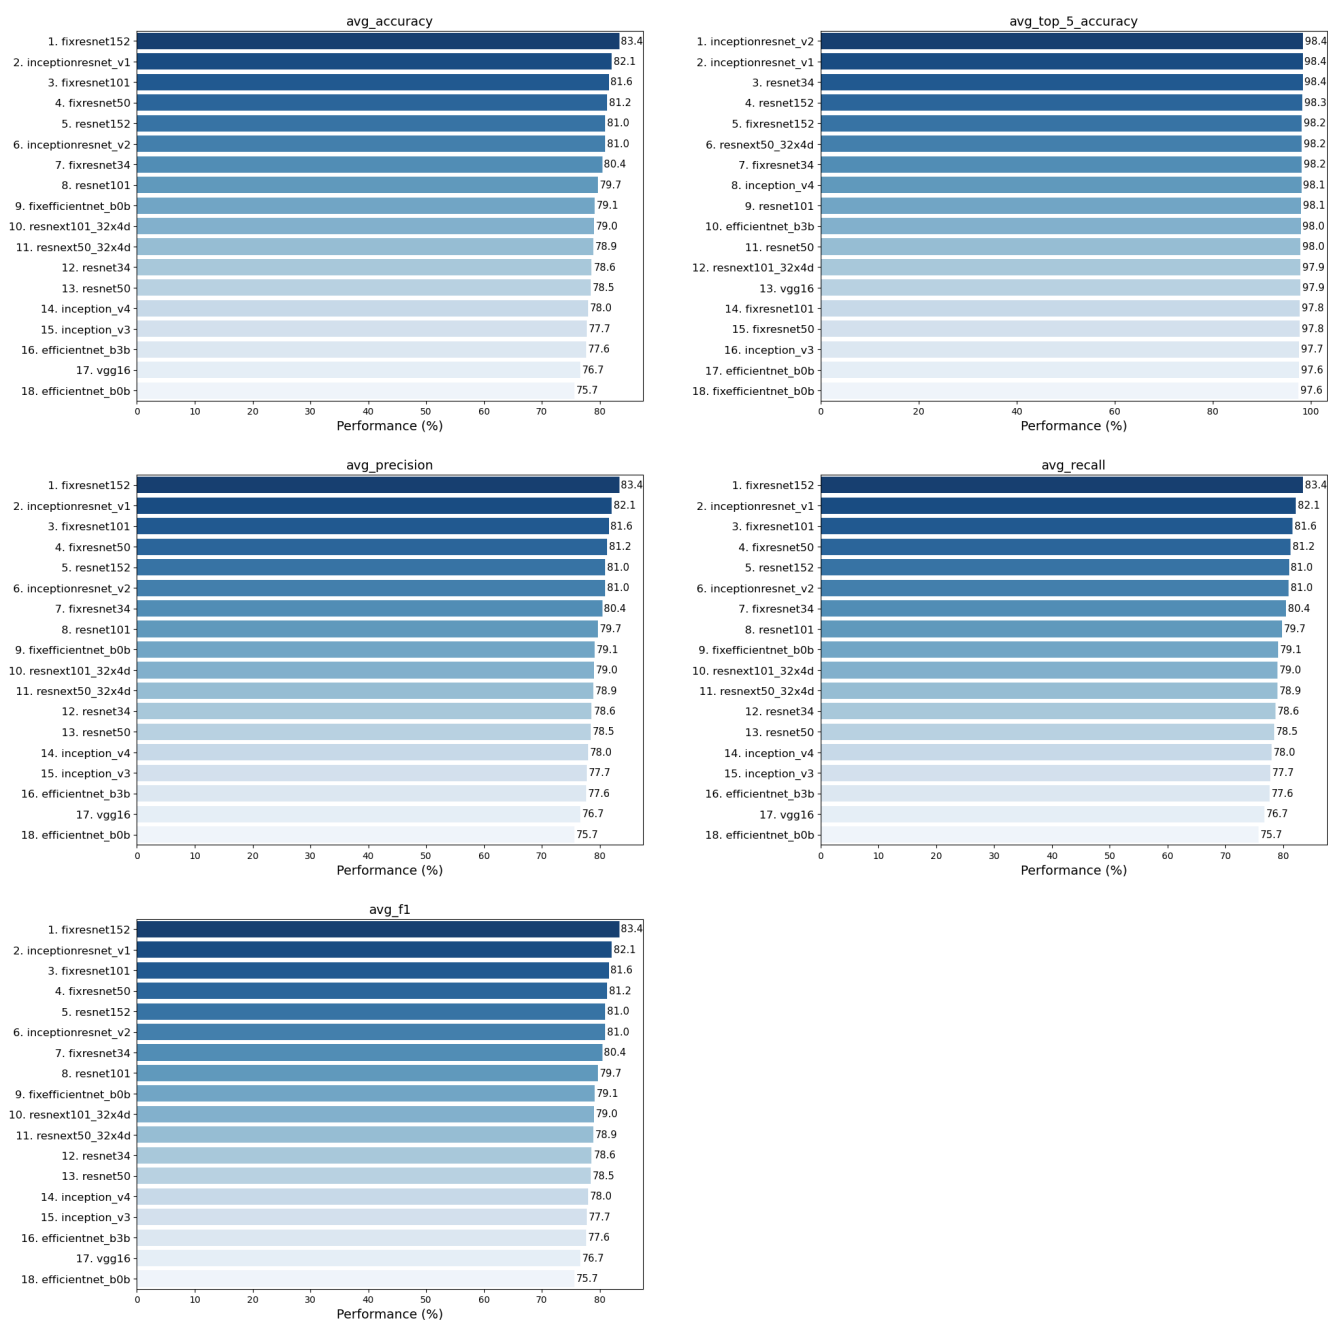 avg_accuracy
1. fixresnet152 83.4
2. inceptionresnet_v1 82.1
3. fixresnet101 81.6
4. fixresnet50 81.2
5. resnet152 81.0
6. inceptionresnet_v2 81.0
7. fixresnet34 80.4
8. resnet101 79.7
9. fixefficientnet_b0b 79.1
10. resnext101_32x4d 79.0
11. resnext50_32x4d 78.9
12. resnet34 78.6
13. resnet50 78.5
14. inception_v4 78.0
15. inception_v3 77.7
16. efficientnet_b3b 77.6
17. vgg16 76.7
18. efficientnet_b0b 75.7
0 10 20 30 40 50 60 70 80
Performance (%)
avg_top_5_accuracy
1. inceptionresnet_v2 98.4
2. inceptionresnet_v1 98.4
3. resnet34 98.4
4. resnet152 98.3
5. fixresnet152 98.2
6. resnext50_32x4d 98.2
7. fixresnet34 98.2
8. inception_v4 98.1
9. resnet101 98.1
10. efficientnet_b3b 98.0
11. resnet50 98.0
12. resnext101_32x4d 97.9
13. vgg16 97.9
14. fixresnet101 97.8
15. fixresnet50 97.8
16. inception_v3 97.7
17. efficientnet_b0b 97.6
18. fixefficientnet_b0b 97.6
0 20 40 60 80 100
Performance (%)
avg_precision
1. fixresnet152 83.4
2. inceptionresnet_v1 82.1
3. fixresnet101 81.6
4. fixresnet50 81.2
5. resnet152 81.0
6. inceptionresnet_v2 81.0
7. fixresnet34 80.4
8. resnet101 79.7
9. fixefficientnet_b0b 79.1
10. resnext101_32x4d 79.0
11. resnext50_32x4d 78.9
12. resnet34 78.6
13. resnet50 78.5
14. inception_v4 78.0
15. inception_v3 77.7
16. efficientnet_b3b 77.6
17. vgg16 76.7
18. efficientnet_b0b 75.7
0 10 20 30 40 50 60 70 80
Performance (%)
avg_recall
1. fixresnet152 83.4
2. inceptionresnet_v1 82.1
3. fixresnet101 81.6
4. fixresnet50 81.2
5. resnet152 81.0
6. inceptionresnet_v2 81.0
7. fixresnet34 80.4
8. resnet101 79.7
9. fixefficientnet_b0b 79.1
10. resnext101_32x4d 79.0
11. resnext50_32x4d 78.9
12. resnet34 78.6
13. resnet50 78.5
14. inception_v4 78.0
15. inception_v3 77.7
16. efficientnet_b3b 77.6
17. vgg16 76.7
18. efficientnet_b0b 75.7
0 10 20 30 40 50 60 70 80
Performance (%)
avg_f1
1. fixresnet152 83.4
2. inceptionresnet_v1 82.1
3. fixresnet101 81.6
4. fixresnet50 81.2
5. resnet152 81.0
6. inceptionresnet_v2 81.0
7. fixresnet34 80.4
8. resnet101 79.7
9. fixefficientnet_b0b 79.1
10. resnext101_32x4d 79.0
11. resnext50_32x4d 78.9
12. resnet34 78.6
13. resnet50 78.5
14. inception_v4 78.0
15. inception_v3 77.7
16. efficientnet_b3b 77.6
17. vgg16 76.7
18. efficientnet_b0b 75.7
0 10 20 30 40 50 60 70 80
Performance (%)